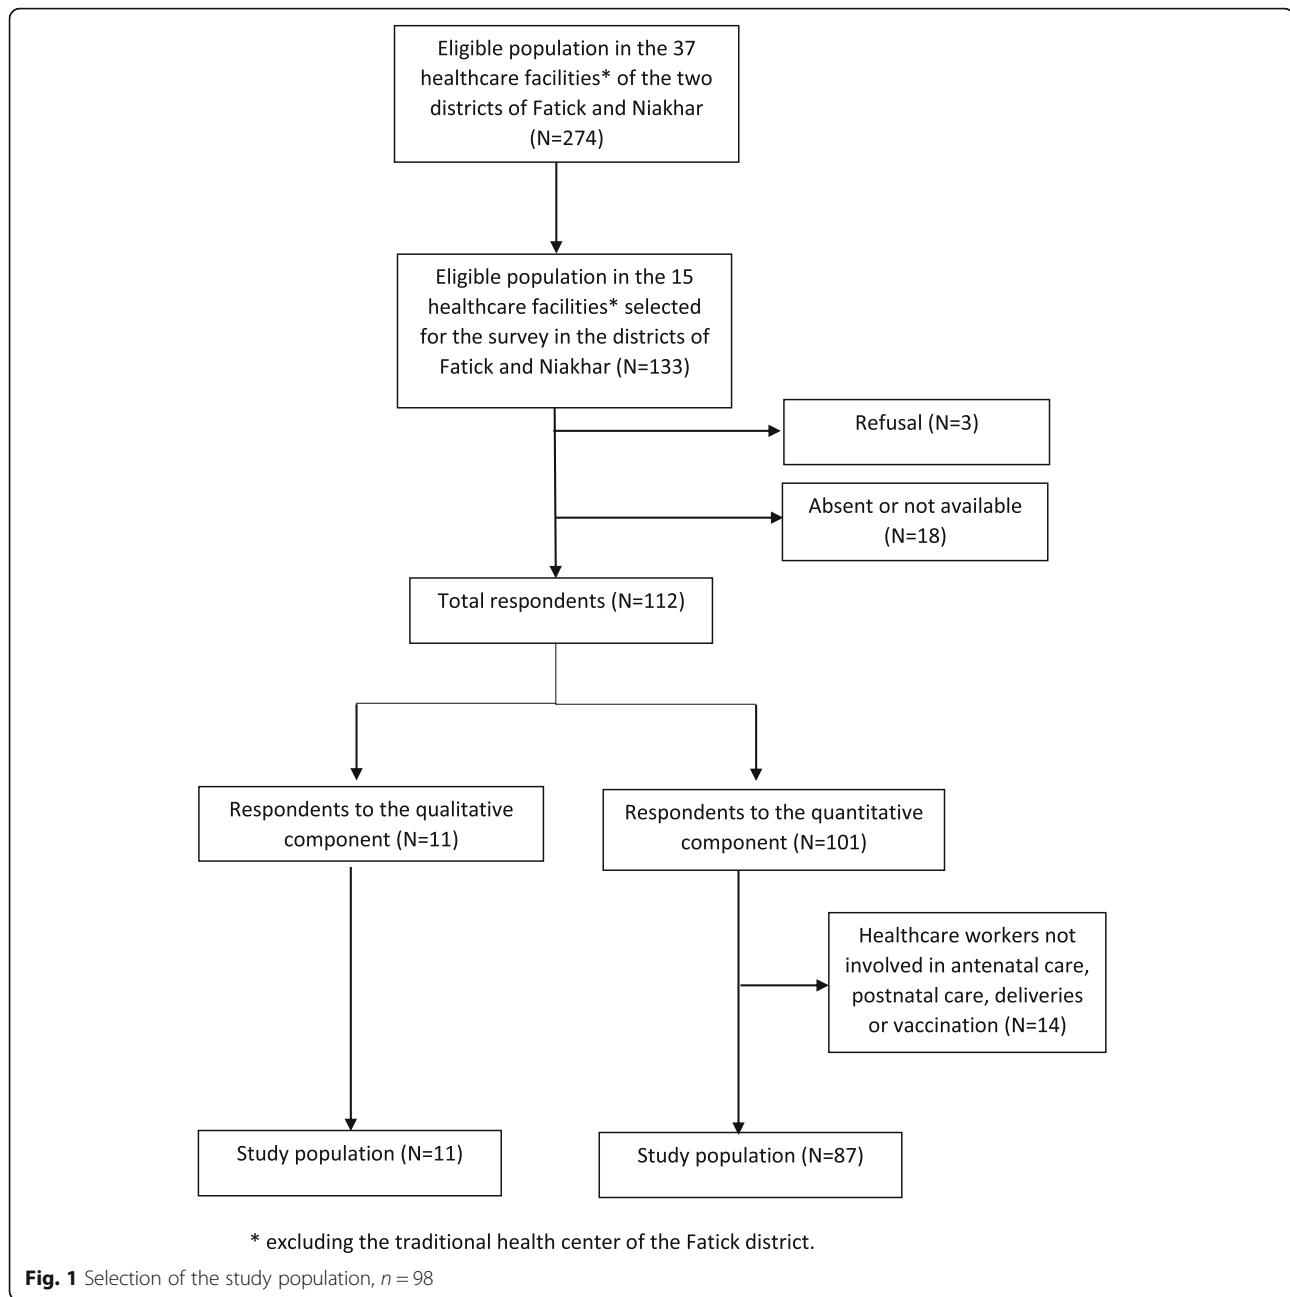 Eligible population in the 37
healthcare facilities* of the two
districts of Fatick and Niakhar
(N=274)
Eligible population in the 15
healthcare facilities* selected
for the survey in the districts of
Fatick and Niakhar (N=133)
Refusal (N=3)
Absent or not available
(N=18)
Total respondents (N=112)
Respondents to the qualitative
component (N=11)
Respondents to the quantitative
component (N=101)
Healthcare workers not
involved in antenatal care,
postnatal care, deliveries
or vaccination (N=14)
Study population (N=11)
Study population (N=87)
* excluding the traditional health center of the Fatick district.
Fig. 1 Selection of the study population, n = 98